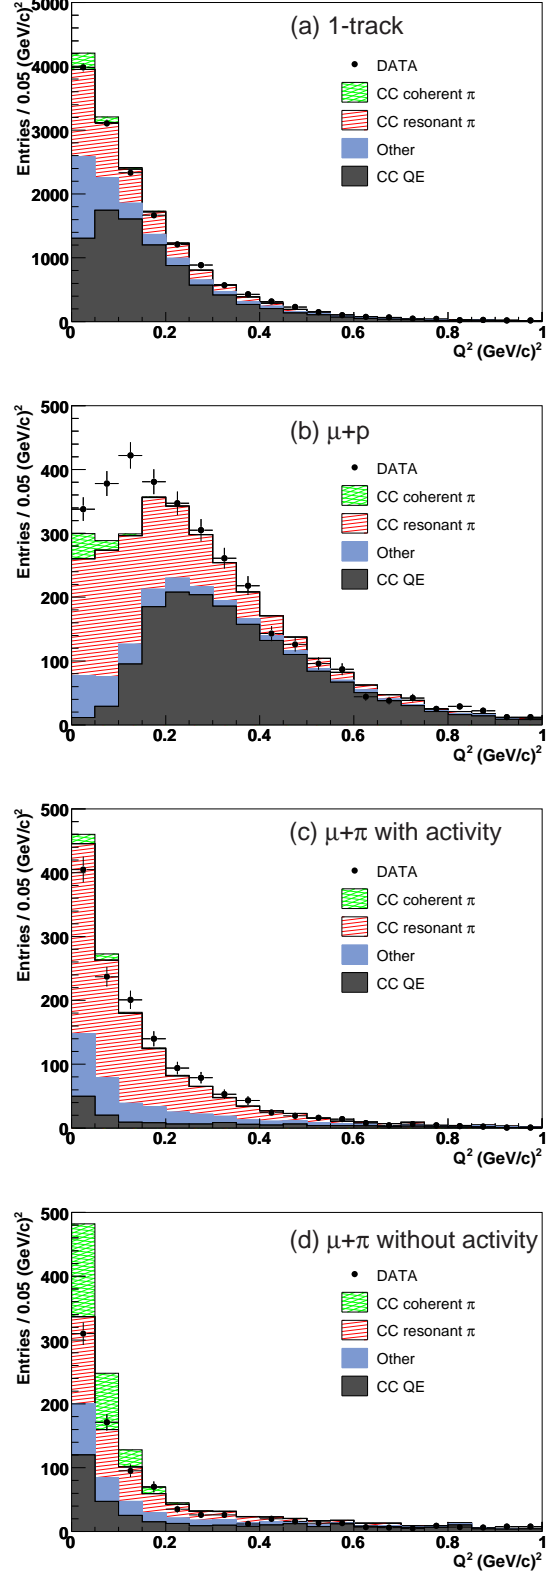 (a) 1-track
Entries / 0.05 (GeV/c)²
5000
4000
3000
2000
1000
0
DATA
CC coherent π
CC resonant π
Other
CC QE
0 0.2 0.4 0.6 0.8 1
Q² (GeV/c)²
(b) μ+p
Entries / 0.05 (GeV/c)²
500
400
300
200
100
0
DATA
CC coherent π
CC resonant π
Other
CC QE
0 0.2 0.4 0.6 0.8 1
Q² (GeV/c)²
(c) μ+π with activity
Entries / 0.05 (GeV/c)²
500
400
300
200
100
0
DATA
CC coherent π
CC resonant π
Other
CC QE
0 0.2 0.4 0.6 0.8 1
Q² (GeV/c)²
(d) μ+π without activity
Entries / 0.05 (GeV/c)²
500
400
300
200
100
0
DATA
CC coherent π
CC resonant π
Other
CC QE
0 0.2 0.4 0.6 0.8 1
Q² (GeV/c)²